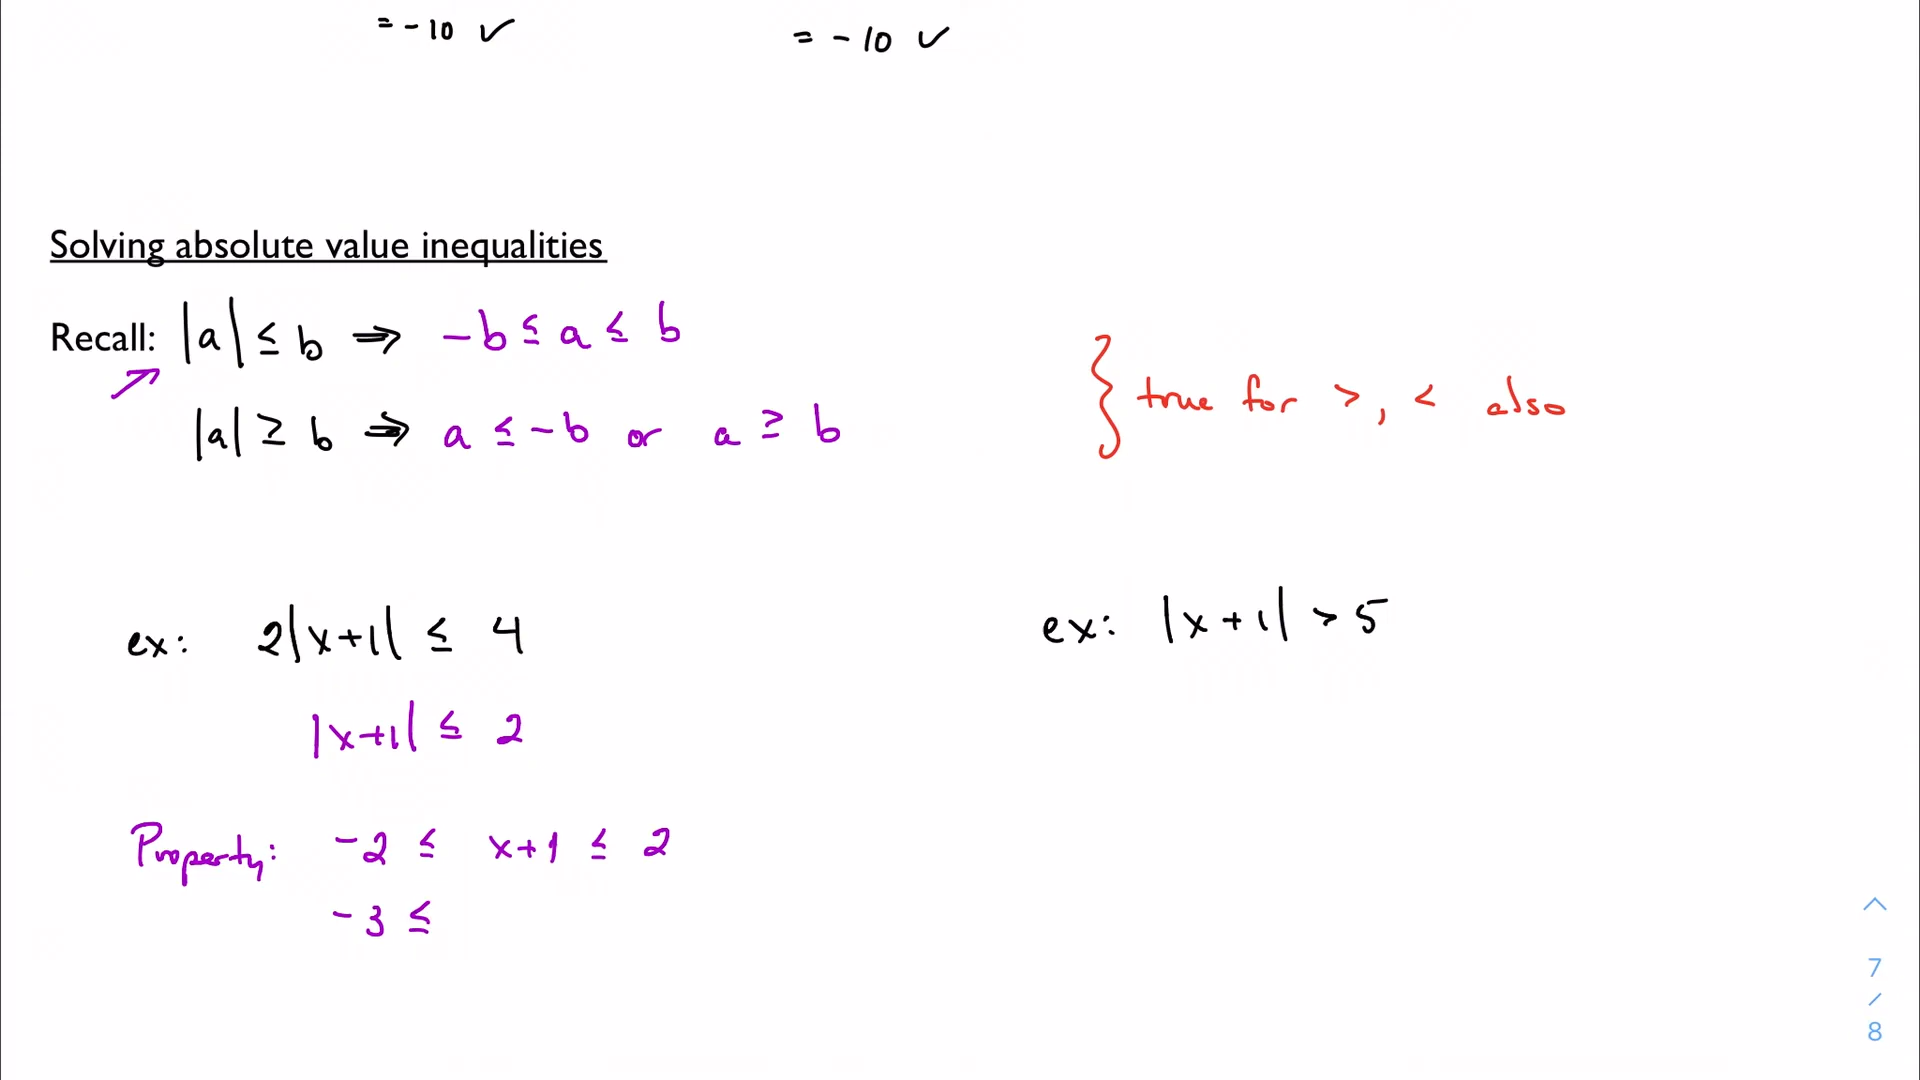 = -10 ✓
= -10 ✓
Solving absolute value inequalities
Recall: |a| ≤ b ⇒ -b ≤ a ≤ b
|a| ≥ b ⇒ a ≤ -b or a ≥ b
} true for >, < also
ex: 2|x+1| ≤ 4
|x+1| ≤ 2
Property: -2 ≤ x+1 ≤ 2
-3 ≤
ex: |x+1| > 5
7
/
8